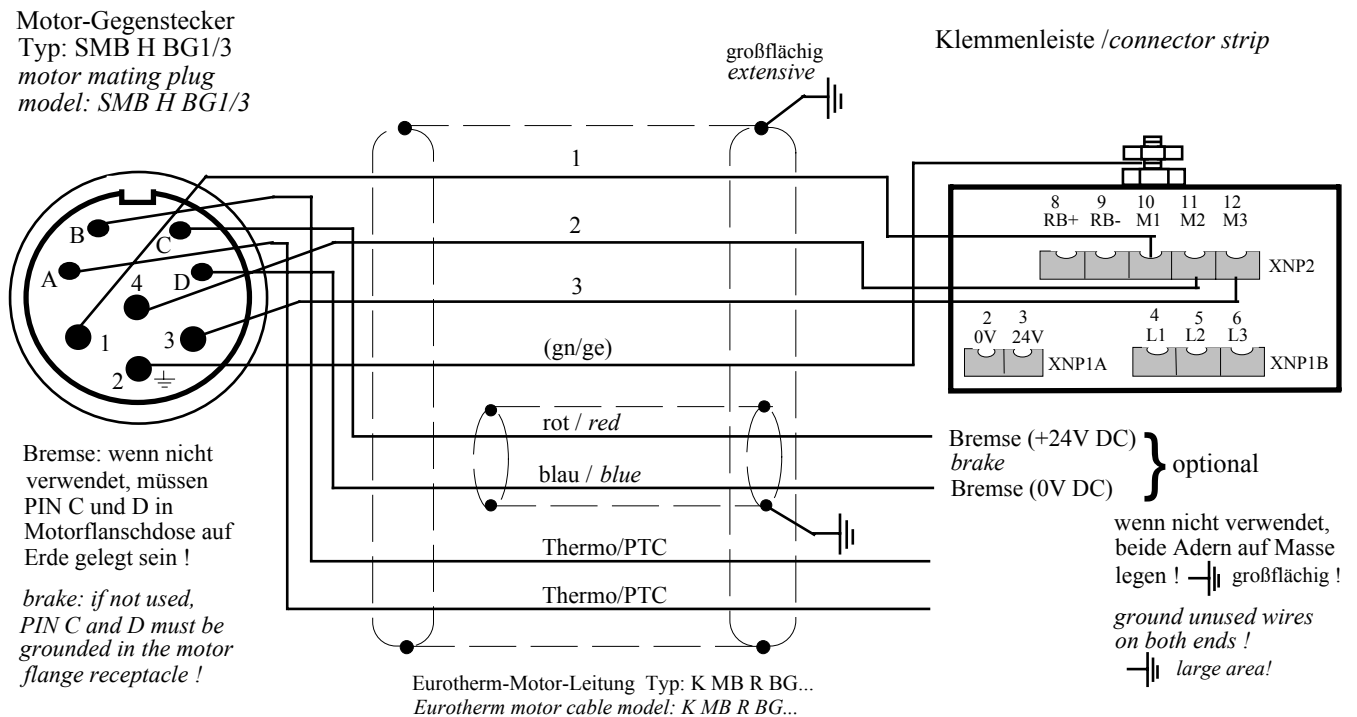 Motor-Gegenstecker
Typ: SMB H BG1/3
motor mating plug
model: SMB H BG1/3
großflächig
extensive
Klemmenleiste /connector strip
1
2
3
(gn/ge)
B
C
A
D
4
1
3
2
8 9 10 11 12
RB+ RB- M1 M2 M3
XNP2
2 3
0V 24V
XNP1A
4 5 6
L1 L2 L3
XNP1B
rot / red
blau / blue
Thermo/PTC
Thermo/PTC
Bremse (+24V DC)
brake
Bremse (0V DC)
} optional
Bremse: wenn nicht
verwendet, müssen
PIN C und D in
Motorflanschdose auf
Erde gelegt sein !
brake: if not used,
PIN C and D must be
grounded in the motor
flange receptacle !
wenn nicht verwendet,
beide Adern auf Masse
legen ! großflächig !
ground unused wires
on both ends !
large area!
Eurotherm-Motor-Leitung Typ: K MB R BG...
Eurotherm motor cable model: K MB R BG...